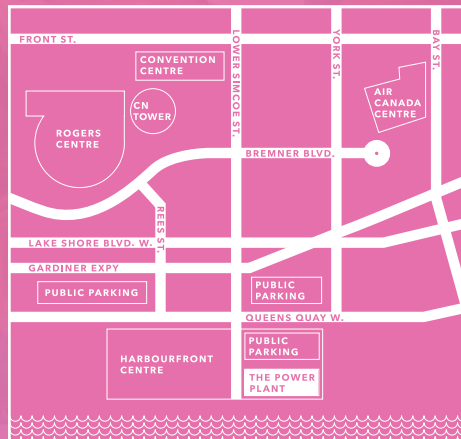 FRONT ST.
LOWER SIMCOE ST.
YORK ST.
BAY ST.
CONVENTION
CENTRE
CN
TOWER
ROGERS
CENTRE
AIR
CANADA
CENTRE
BREMNER BLVD.
REES ST.
LAKE SHORE BLVD. W.
GARDINER EXPY
PUBLIC PARKING
PUBLIC
PARKING
QUEENS QUAY W.
HARBOURFRONT
CENTRE
PUBLIC
PARKING
THE POWER
PLANT